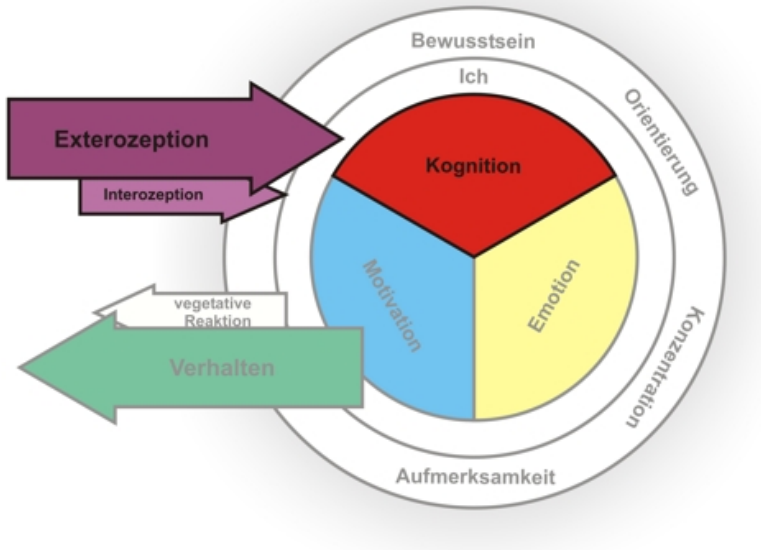 Bewusstsein
Ich
Orientierung
Exterozeption
Kognition
Interozeption
Motivation
Emotion
vegetative
Reaktion
Verhalten
Konzentration
Aufmerksamkeit